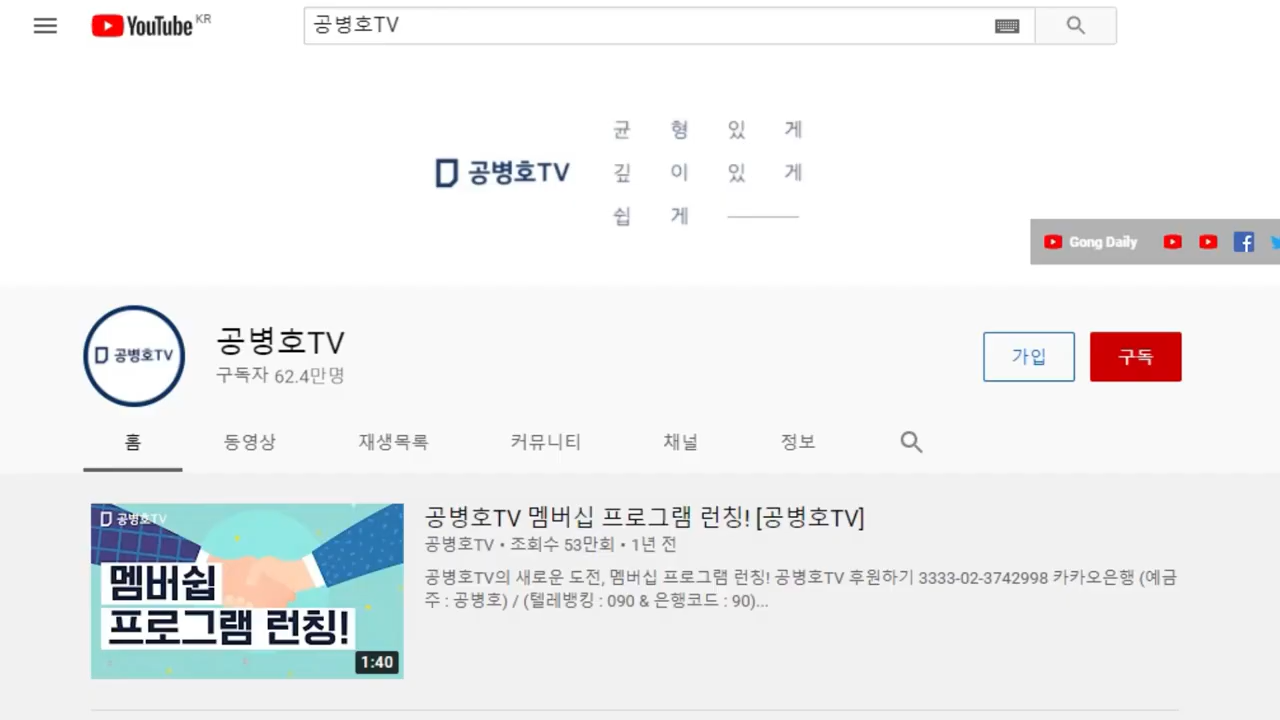 YouTube KR
공병호TV
균 형 있 게
공병호TV
깊 이 있 게
쉽 게
Gong Daily
공병호TV
공병호TV
구독자 62.4만명
가입
구독
홈
동영상
재생목록
커뮤니티
채널
정보
공병호TV
멤버쉽
프로그램 런칭!
1:40
공병호TV 멤버십 프로그램 런칭! [공병호TV]
공병호TV • 조회수 53만회 • 1년 전
공병호TV의 새로운 도전, 멤버십 프로그램 런칭! 공병호TV 후원하기 3333-02-3742998 카카오은행 (예금
주 : 공병호) / (텔레뱅킹 : 090 & 은행코드 : 90)...